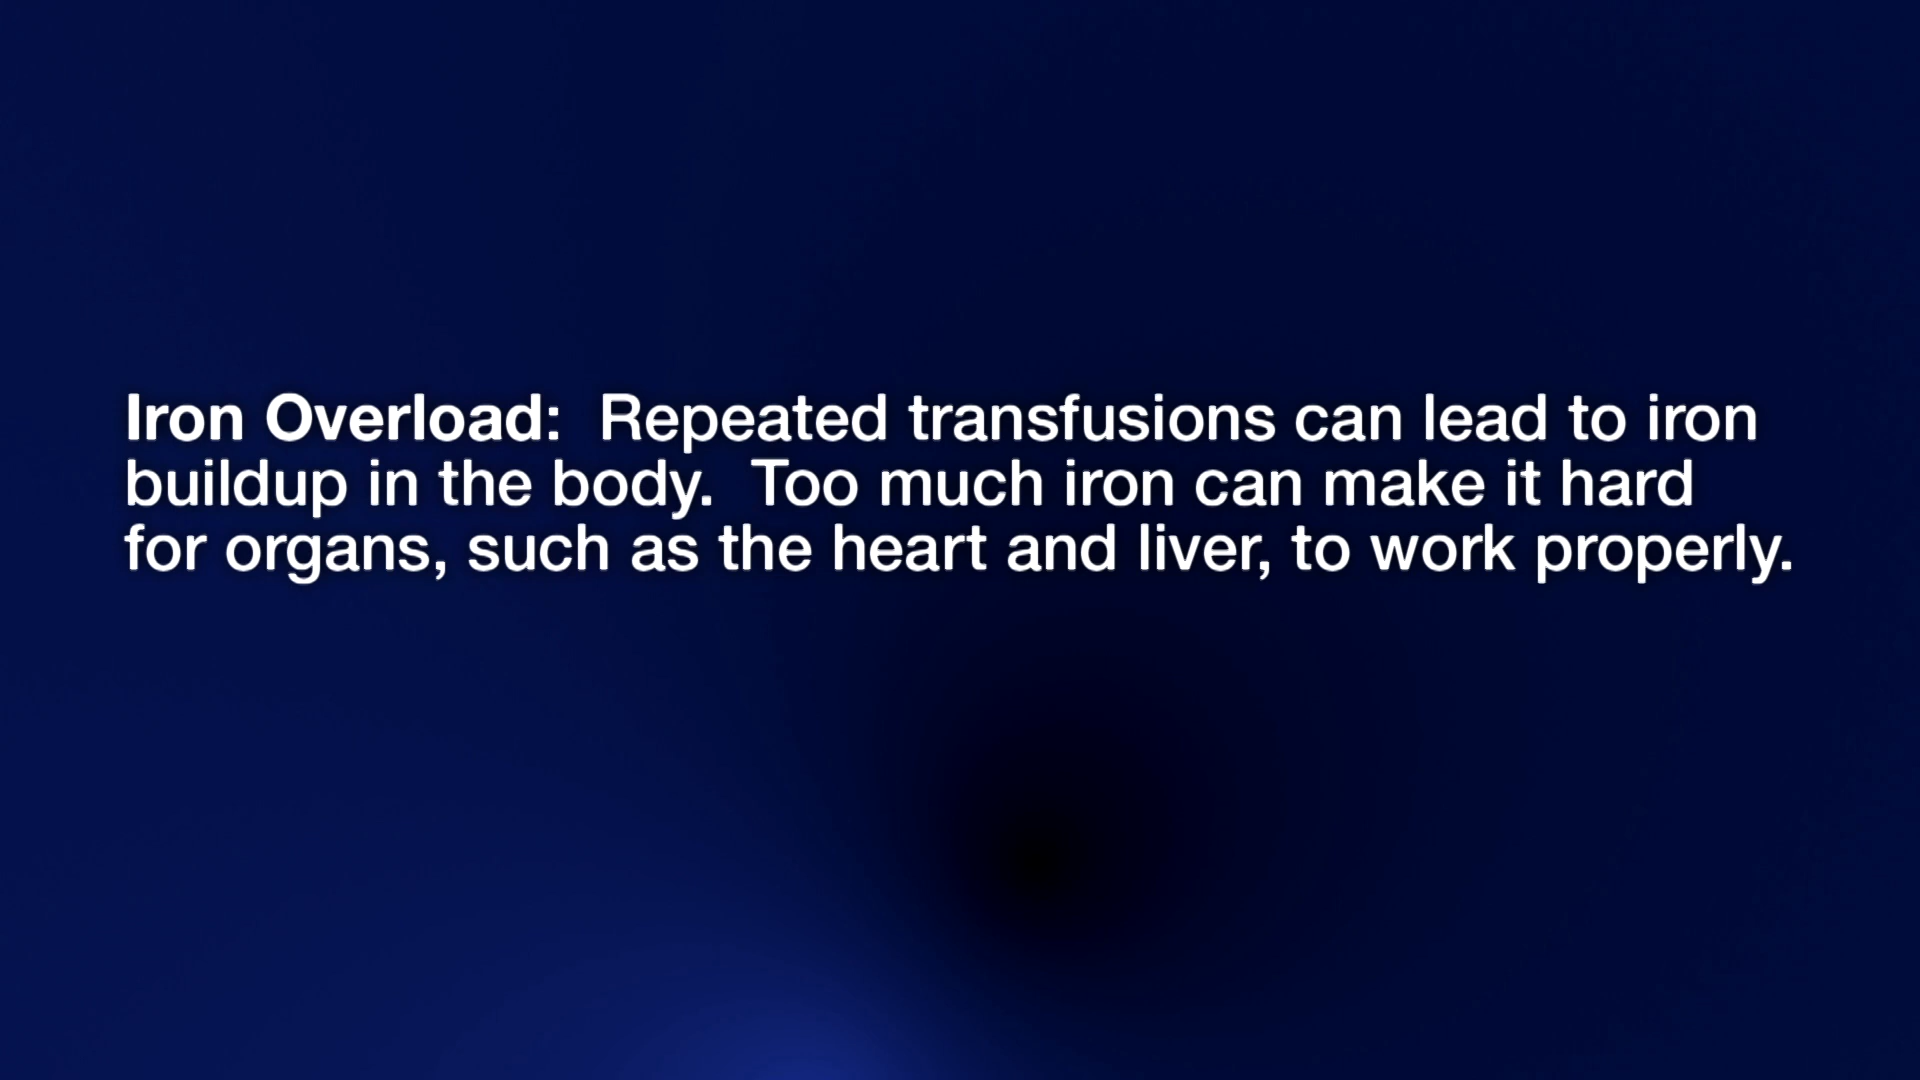 Iron Overload:  Repeated transfusions can lead to iron
buildup in the body.  Too much iron can make it hard
for organs, such as the heart and liver, to work properly.